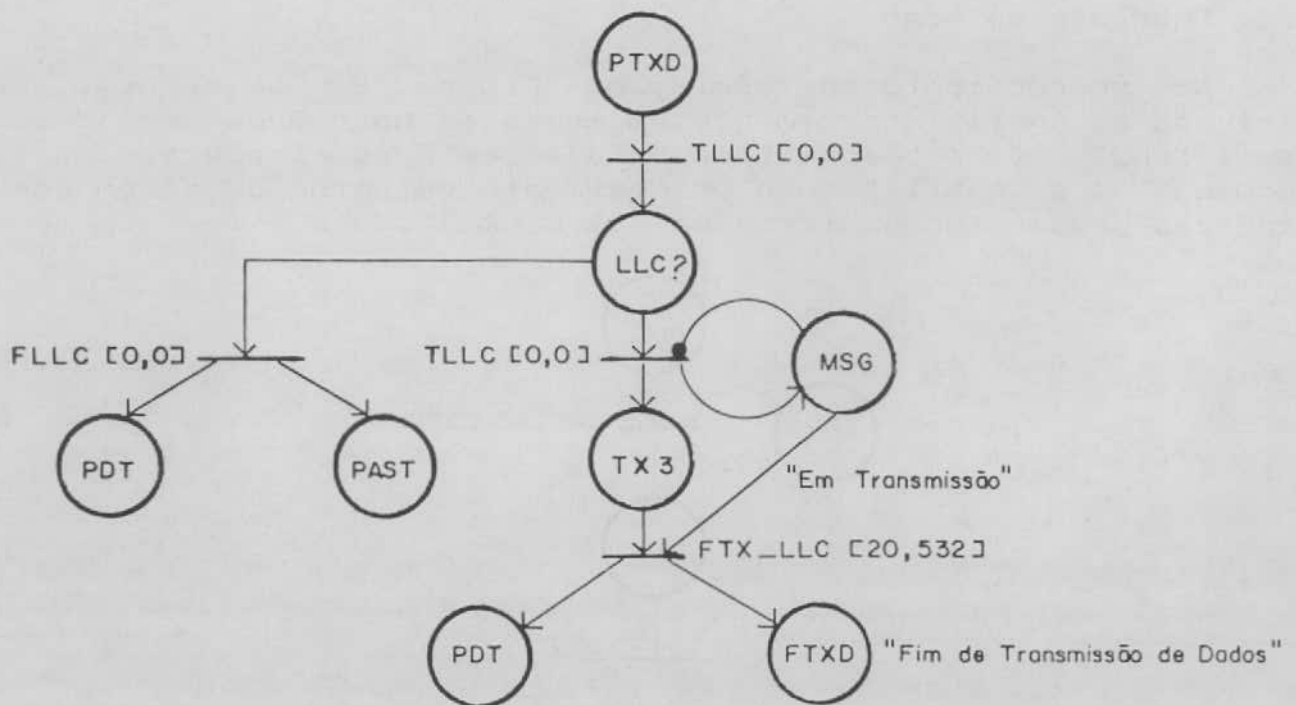 PTXD
TLLC [0,0]
LLC?
FLLC [0,0]
TLLC [0,0]
MSG
PDT
PAST
TX3
"Em Transmissão"
FTX_LLC [20,532]
PDT
FTXD
"Fim de Transmissão de Dados"